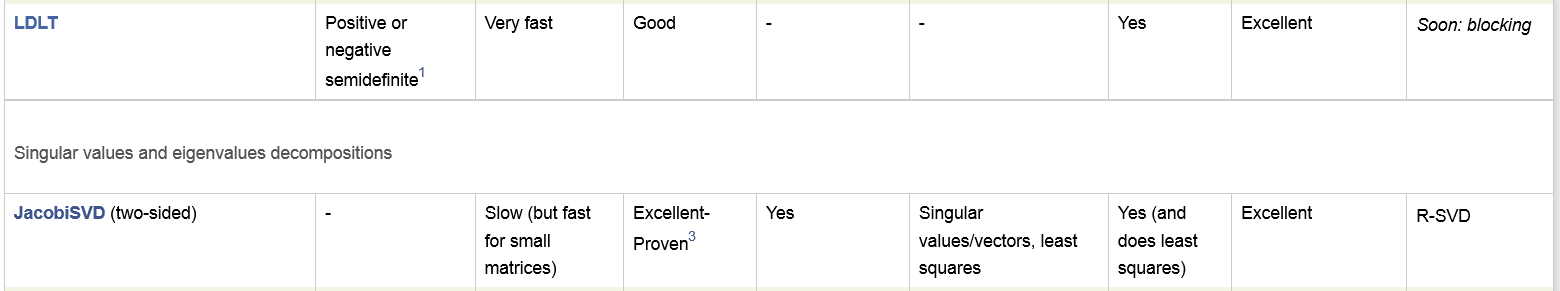 LDLT Positive or Very fast Good - - Yes Excellent Soon: blocking
negative
semidefinite1
Singular values and eigenvalues decompositions
JacobiSVD (two-sided) - Slow (but fast Excellent- Yes Singular Yes (and Excellent R-SVD
for small Proven3 values/vectors, least does least
matrices) squares squares)